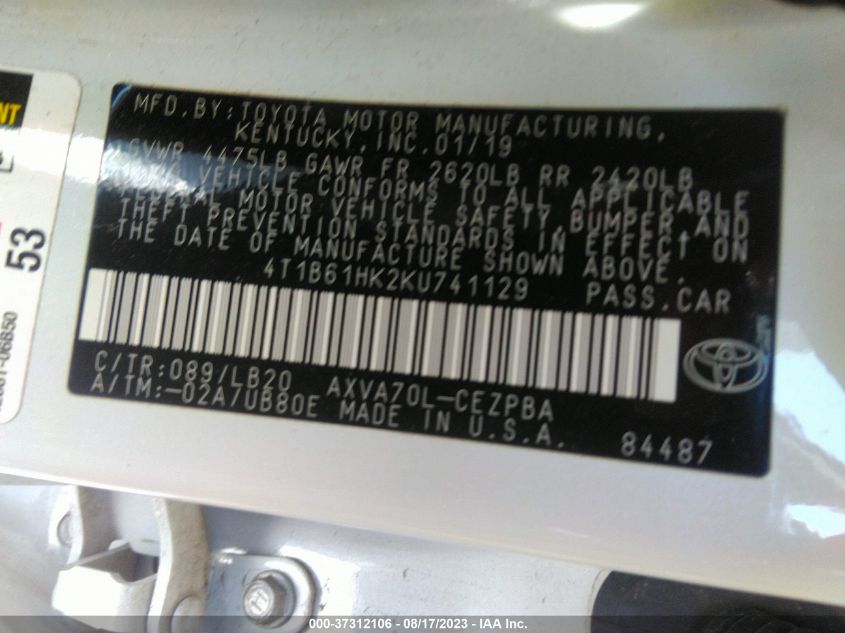 MFD. BY: TOYOTA MOTOR MANUFACTURING,
KENTUCKY, INC. 01/19
GVWR 4475LB GAWR FR 2620LB RR 2420LB
VEHICLE CONFORMS TO ALL APPLICABLE
FEDERAL MOTOR VEHICLE SAFETY, BUMPER, AND
THEFT PREVENTION STANDARDS IN EFFECT ON
THE DATE OF MANUFACTURE SHOWN ABOVE.
4T1B61HK2KU741129 PASS.CAR
C/TR:089/LB20 AXVA70L-CEZPBA
A/TM:-02A/UB80E MADE IN U.S.A.
84487
53
000-37312106 - 08/17/2023 - IAA Inc.